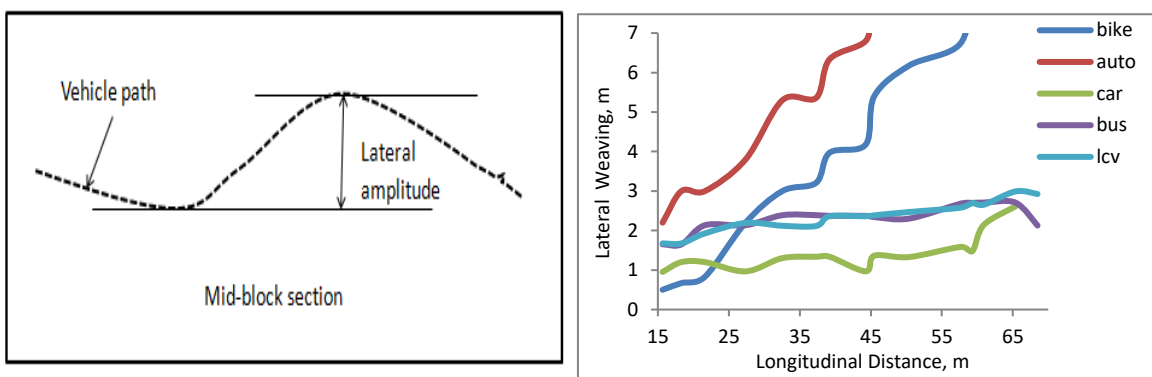 Vehicle path
Lateral
amplitude
Mid-block section
7
6
5
4
3
2
1
0
Lateral Weaving, m
15 25 35 45 55 65
Longitudinal Distance, m
bike
auto
car
bus
lcv